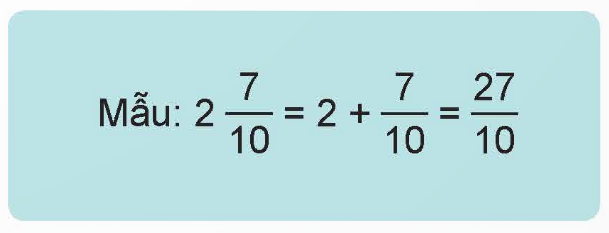 Mẫu: 2 7/10 = 2 + 7/10 = 27/10